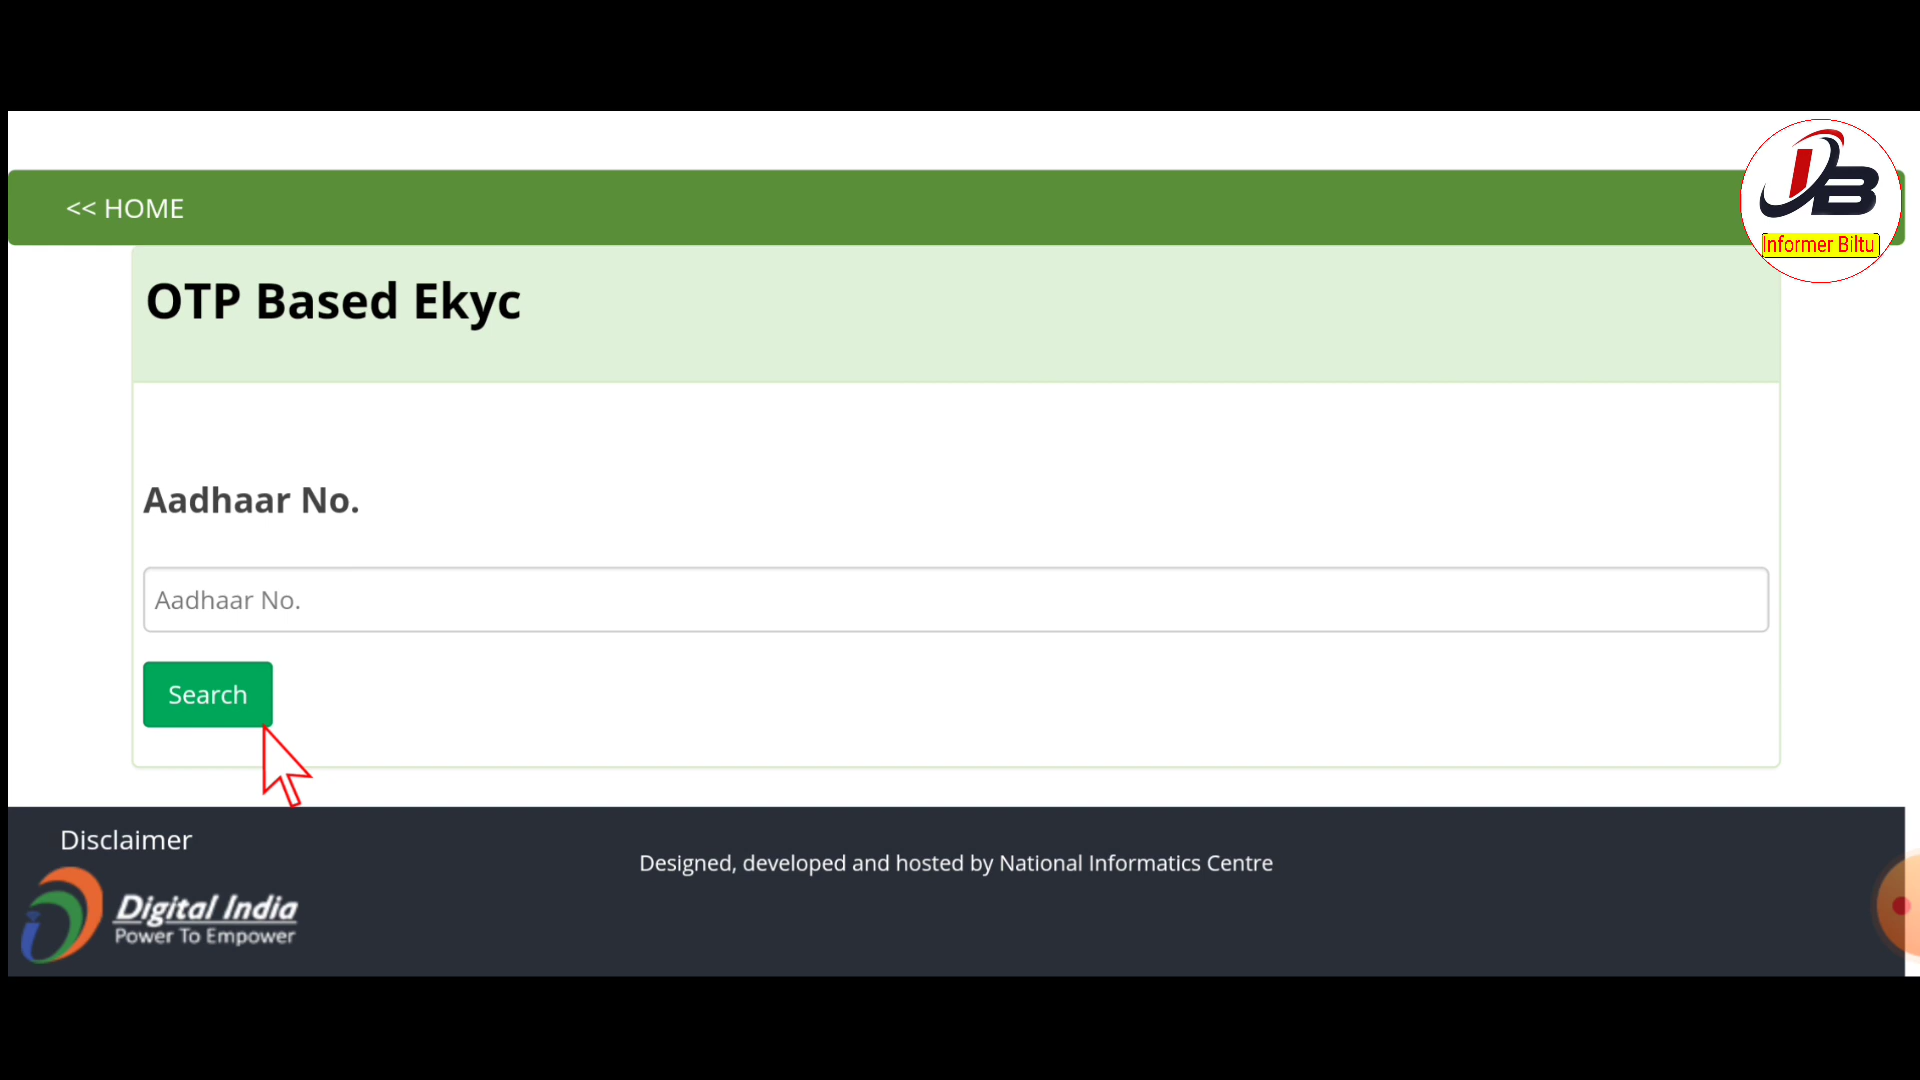 << HOME
IB
Informer Biltu
OTP Based Ekyc
Aadhaar No.
Aadhaar No.
Search
Disclaimer
Designed, developed and hosted by National Informatics Centre
Digital India
Power To Empower